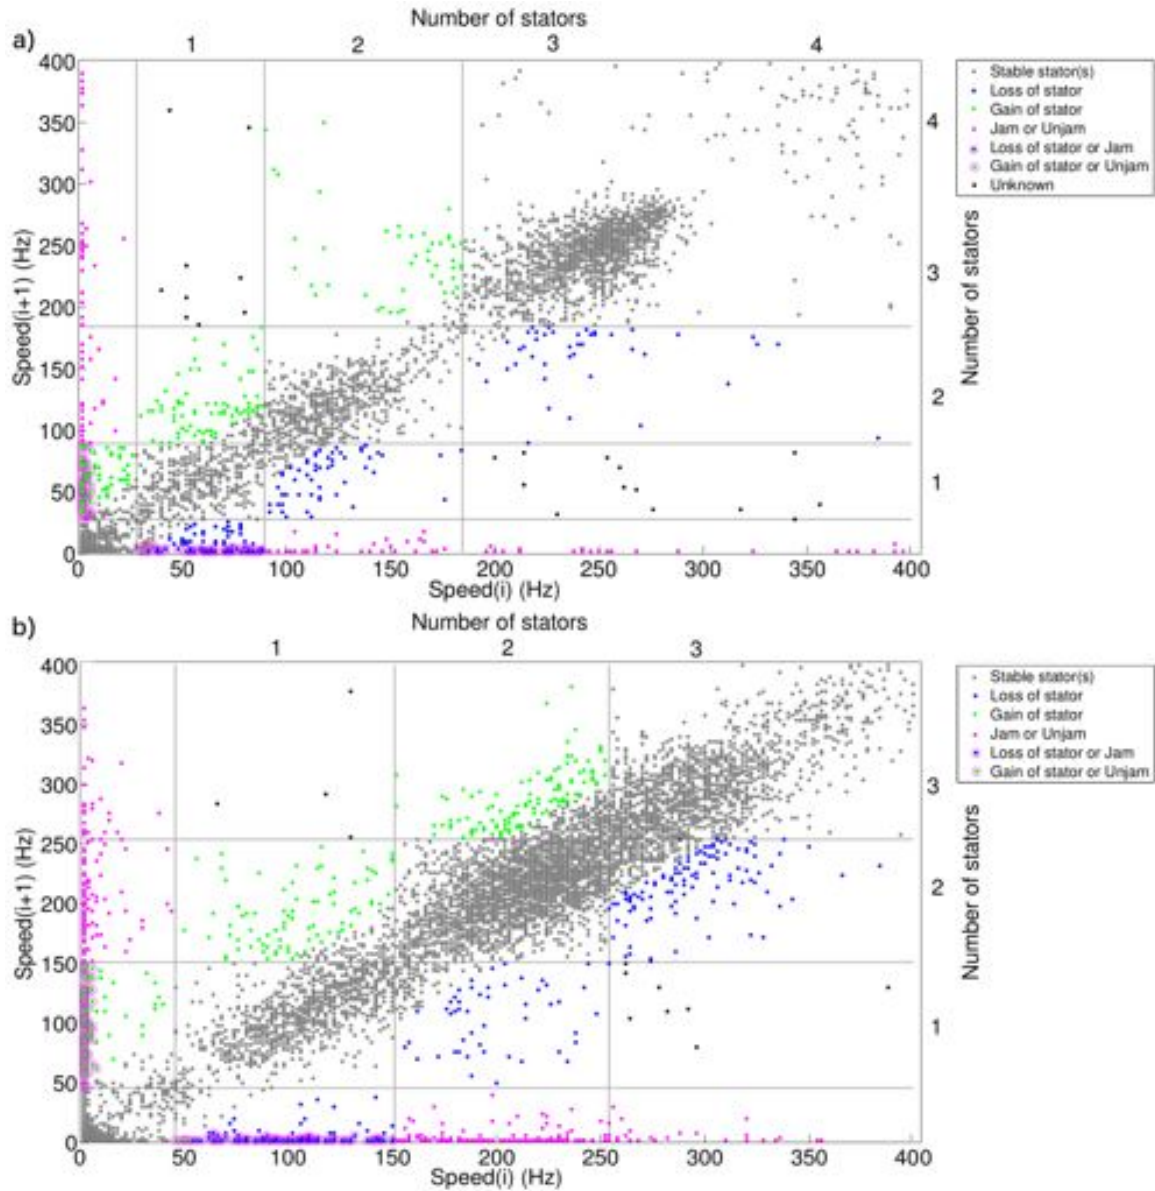 Number of stators
a)
1 2 3 4
400
350
300
250
200
150
100
50
0
Speed(i+1) (Hz)
0 50 100 150 200 250 300 350 400
Speed(i) (Hz)
4
3
2
1
Number of stators
Stable stator(s)
Loss of stator
Gain of stator
Jam or Unjam
Loss of stator or Jam
Gain of stator or Unjam
Unknown
b)
Number of stators
1 2 3
400
350
300
250
200
150
100
50
0
Speed(i+1) (Hz)
0 50 100 150 200 250 300 350 400
Speed(i) (Hz)
3
2
1
Number of stators
Stable stator(s)
Loss of stator
Gain of stator
Jam or Unjam
Loss of stator or Jam
Gain of stator or Unjam